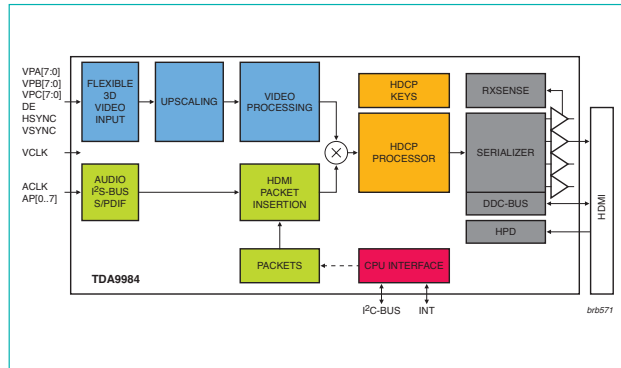 VPA[7:0]
VPB[7:0]
VPC[7:0]
DE
HSYNC
VSYNC
VCLK
ACLK
AP[0..7]
FLEXIBLE
3D
VIDEO
INPUT
UPSCALING
VIDEO
PROCESSING
HDCP
KEYS
RXSENSE
HDCP
PROCESSOR
SERIALIZER
AUDIO
I²S-BUS
S/PDIF
HDMI
PACKET
INSERTION
DDC-BUS
HPD
HDMI
PACKETS
CPU INTERFACE
TDA9984
I²C-BUS
INT
brb571